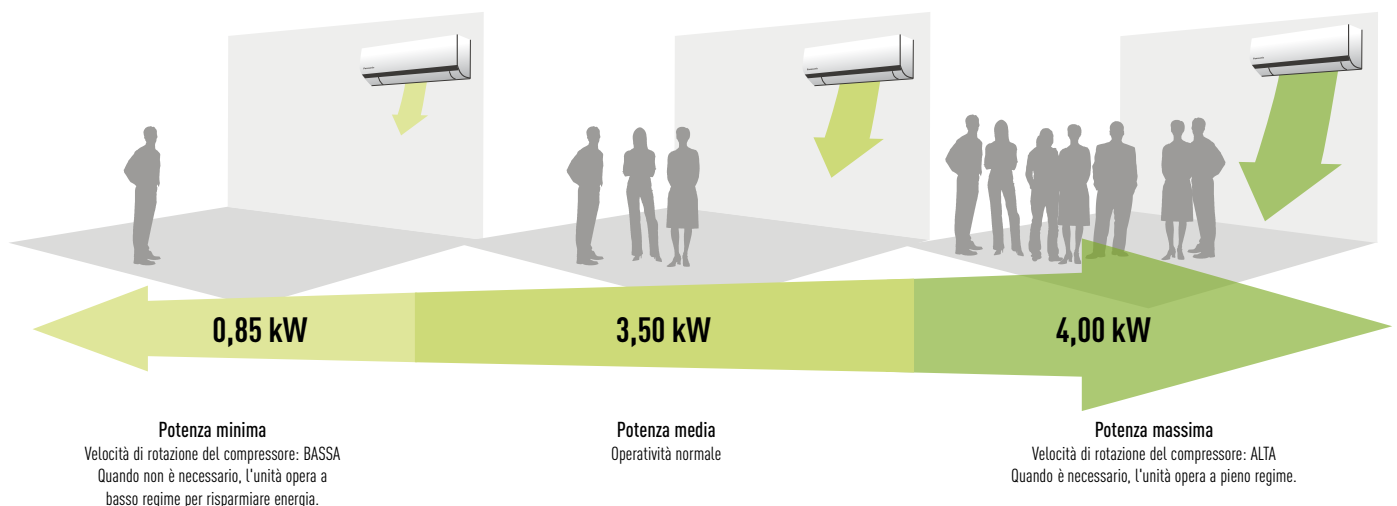 0,85 kW
3,50 kW
4,00 kW
Potenza minima
Velocità di rotazione del compressore: BASSA
Quando non è necessario, l'unità opera a
basso regime per risparmiare energia.
Potenza media
Operatività normale
Potenza massima
Velocità di rotazione del compressore: ALTA
Quando è necessario, l'unità opera a pieno regime.